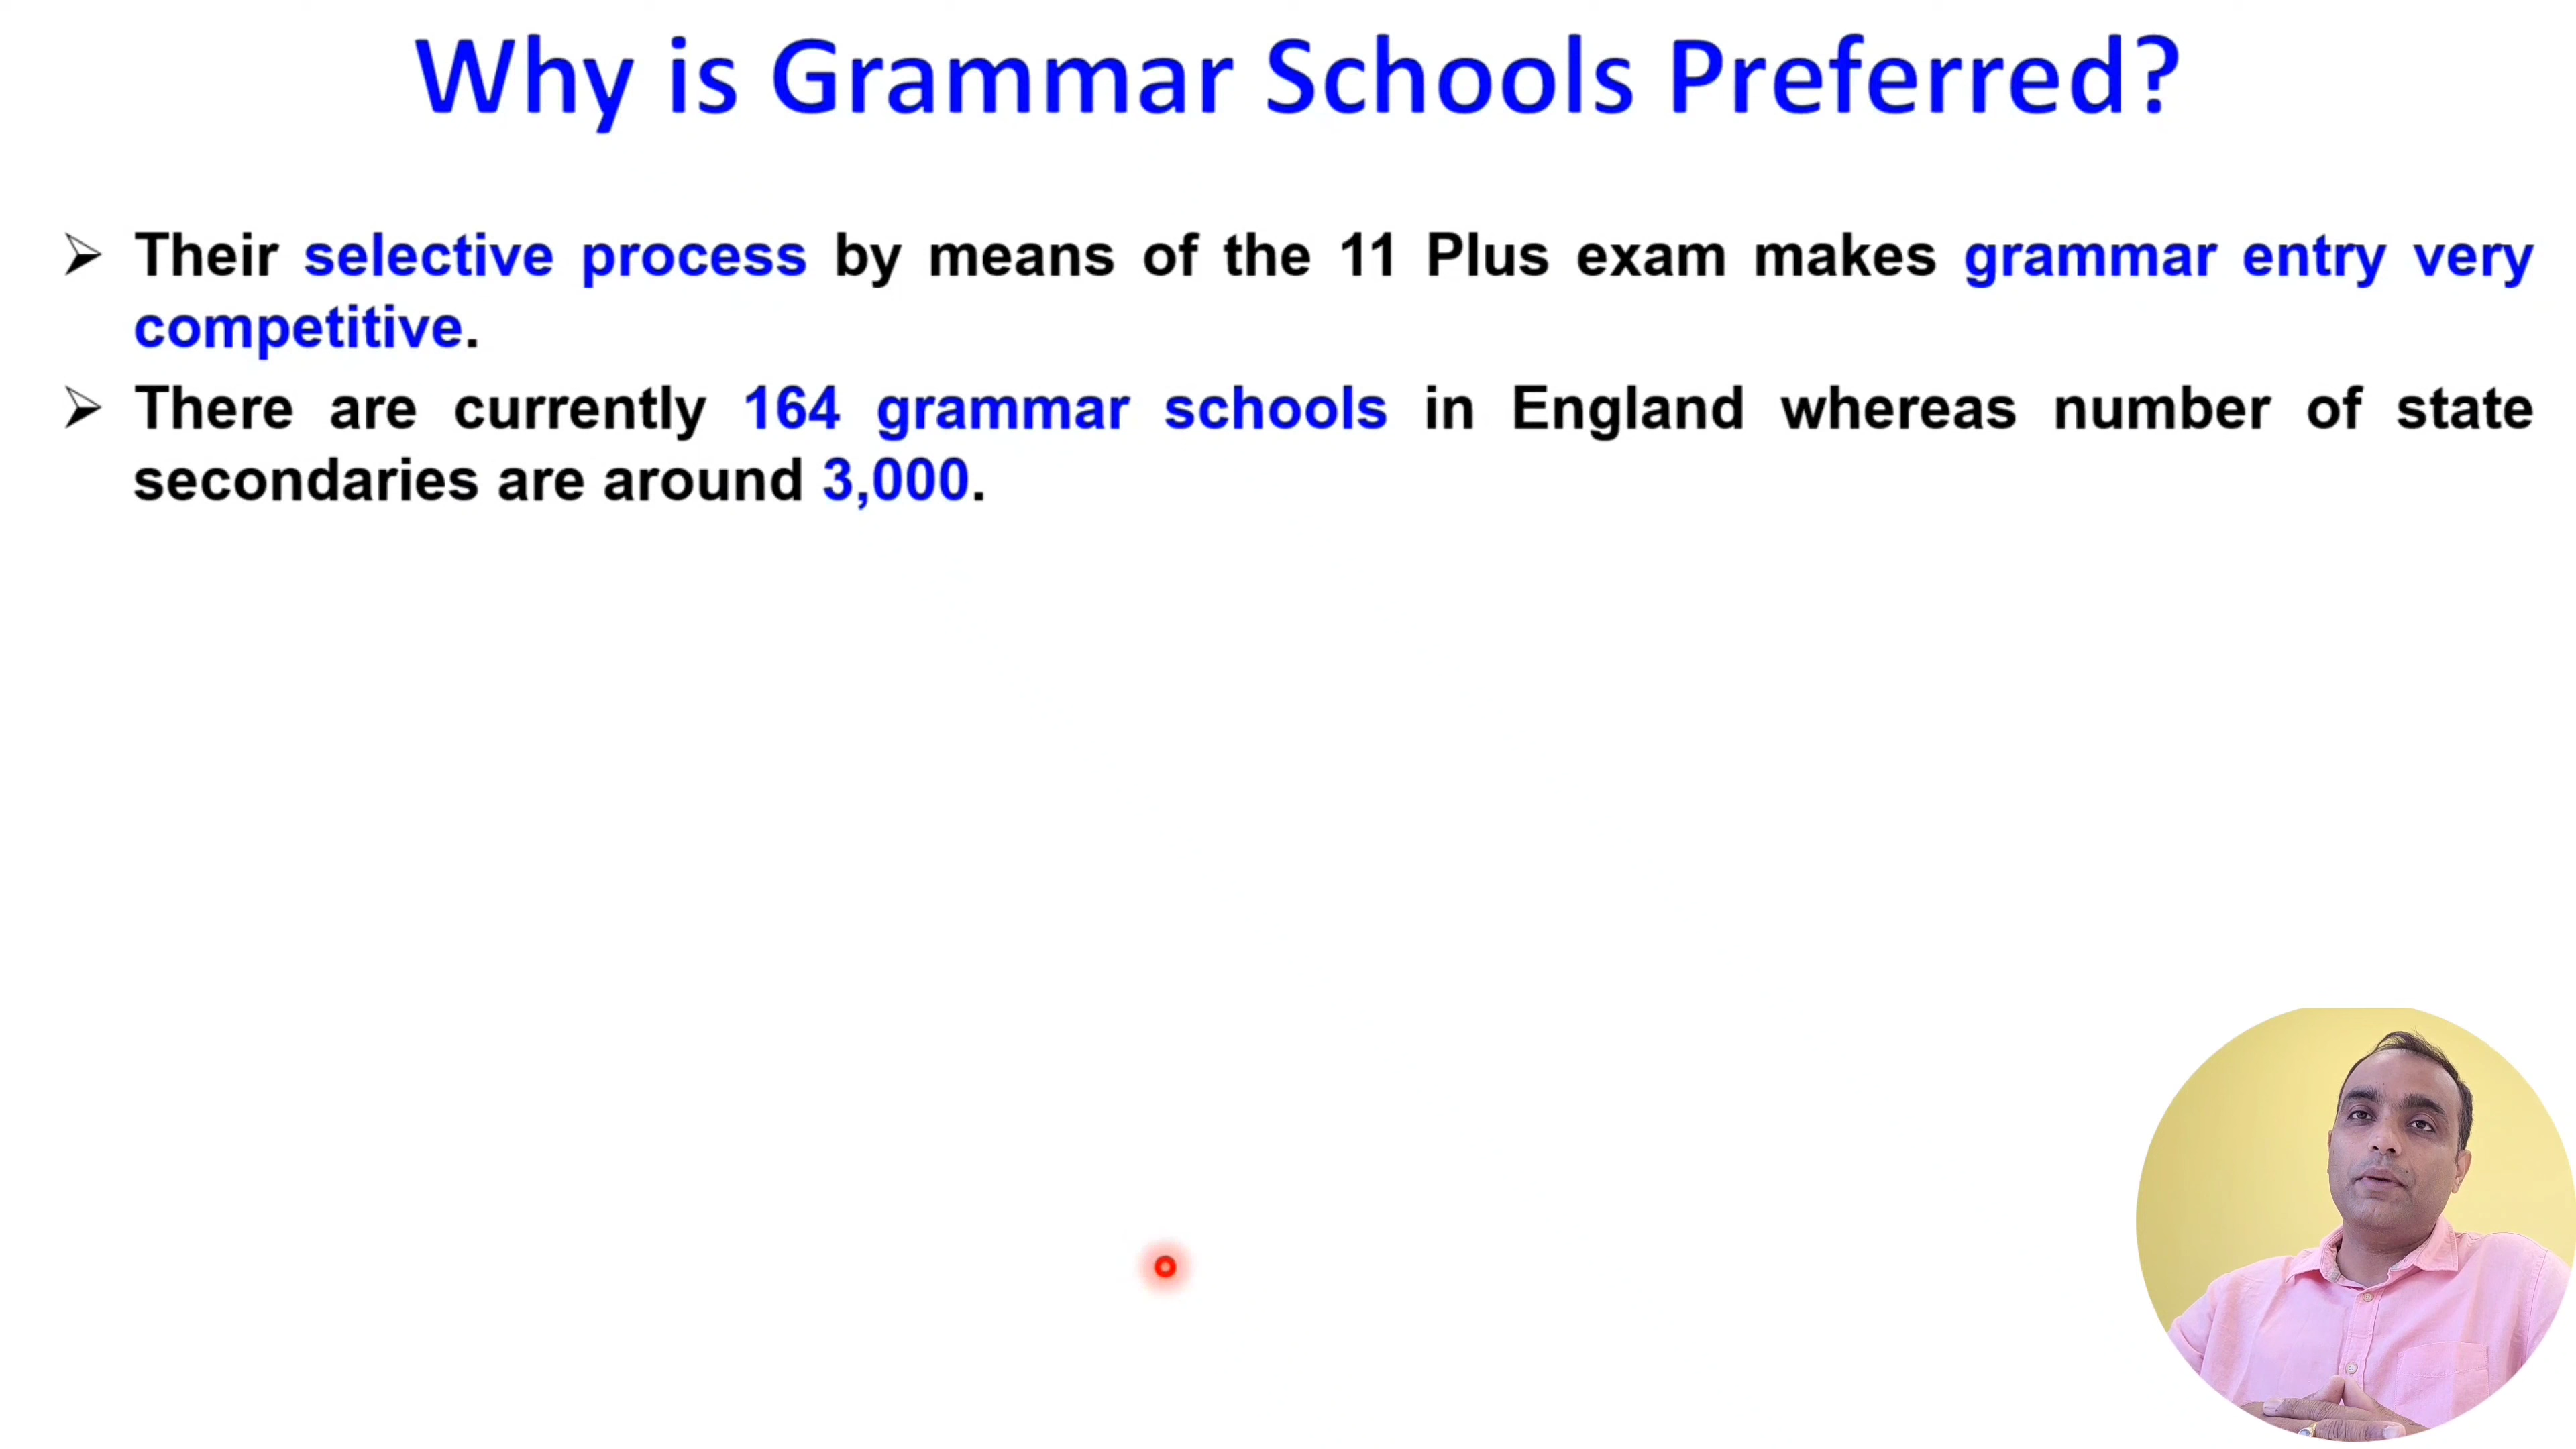 Why is Grammar Schools Preferred?
➢ Their selective process by means of the 11 Plus exam makes grammar entry very
competitive.
➢ There are currently 164 grammar schools in England whereas number of state
secondaries are around 3,000.